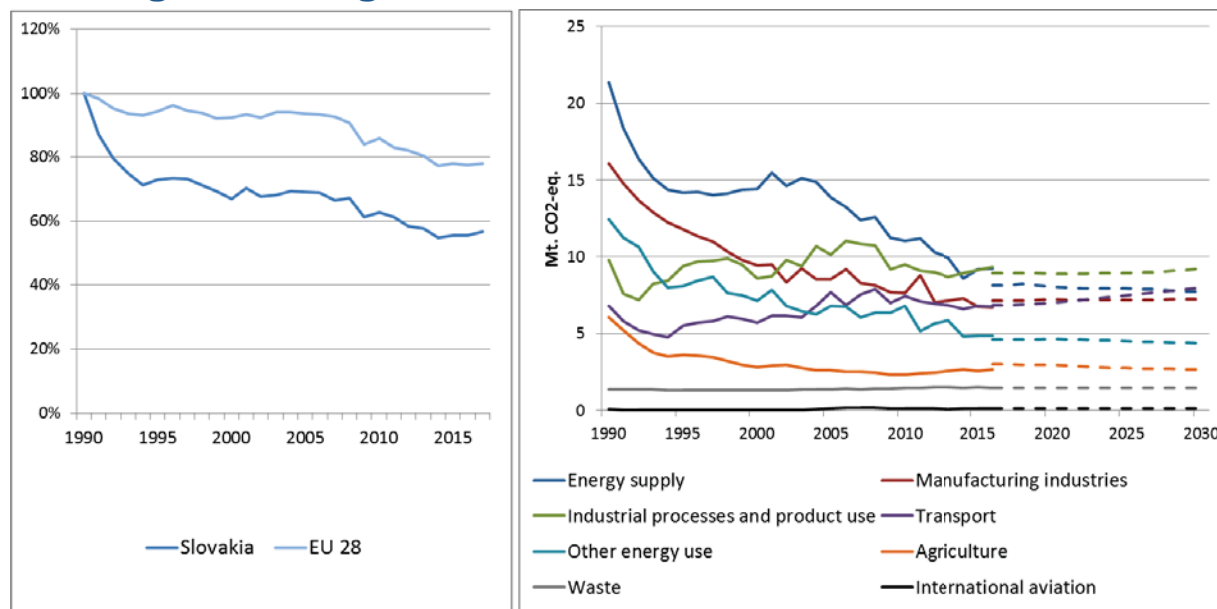 120%
100%
80%
60%
40%
20%
0%
1990 1995 2000 2005 2010 2015
Slovakia EU 28
Mt. CO2-eq.
25
20
15
10
5
0
1990 1995 2000 2005 2010 2015 2020 2025 2030
Energy supply Manufacturing industries
Industrial processes and product use Transport
Other energy use Agriculture
Waste International aviation